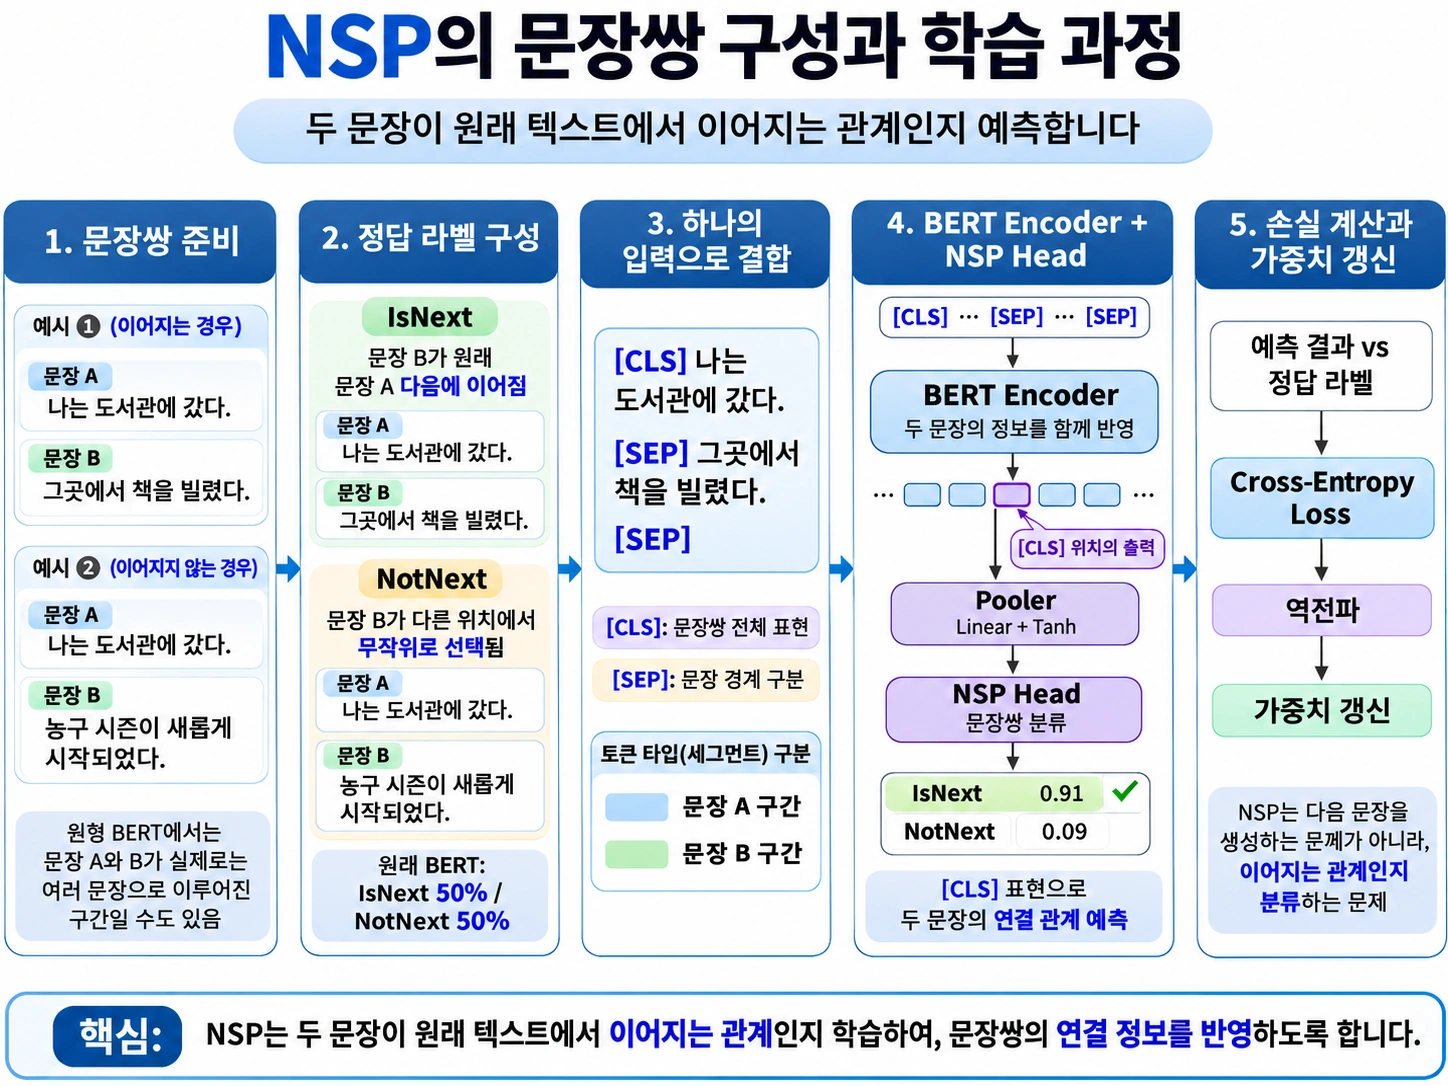 NSP의 문장쌍 구성과 학습 과정
두 문장이 원래 텍스트에서 이어지는 관계인지 예측합니다
1. 문장쌍 준비
예시 1 (이어지는 경우)
문장 A
나는 도서관에 갔다.
문장 B
그곳에서 책을 빌렸다.
예시 2 (이어지지 않는 경우)
문장 A
나는 도서관에 갔다.
문장 B
농구 시즌이 새롭게
시작되었다.
원형 BERT에서는
문장 A와 B가 실제로는
여러 문장으로 이루어진
구간일 수도 있음
2. 정답 라벨 구성
IsNext
문장 B가 원래
문장 A 다음에 이어짐
문장 A
나는 도서관에 갔다.
문장 B
그곳에서 책을 빌렸다.
NotNext
문장 B가 다른 위치에서
무작위로 선택됨
문장 A
나는 도서관에 갔다.
문장 B
농구 시즌이 새롭게
시작되었다.
원래 BERT:
IsNext 50% /
NotNext 50%
3. 하나의
입력으로 결합
[CLS] 나는
도서관에 갔다.
[SEP] 그곳에서
책을 빌렸다.
[SEP]
[CLS]: 문장쌍 전체 표현
[SEP]: 문장 경계 구분
토큰 타입(세그먼트) 구분
문장 A 구간
문장 B 구간
4. BERT Encoder +
NSP Head
[CLS] ··· [SEP] ··· [SEP]
BERT Encoder
두 문장의 정보를 함께 반영
··· ···
[CLS] 위치의 출력
Pooler
Linear + Tanh
NSP Head
문장쌍 분류
IsNext 0.91 ✓
NotNext 0.09
[CLS] 표현으로
두 문장의 연결 관계 예측
5. 손실 계산과
가중치 갱신
예측 결과 vs
정답 라벨
Cross-Entropy
Loss
역전파
가중치 갱신
NSP는 다음 문장을
생성하는 문제가 아니라,
이어지는 관계인지
분류하는 문제
핵심:
NSP는 두 문장이 원래 텍스트에서 이어지는 관계인지 학습하여, 문장쌍의 연결 정보를 반영하도록 합니다.